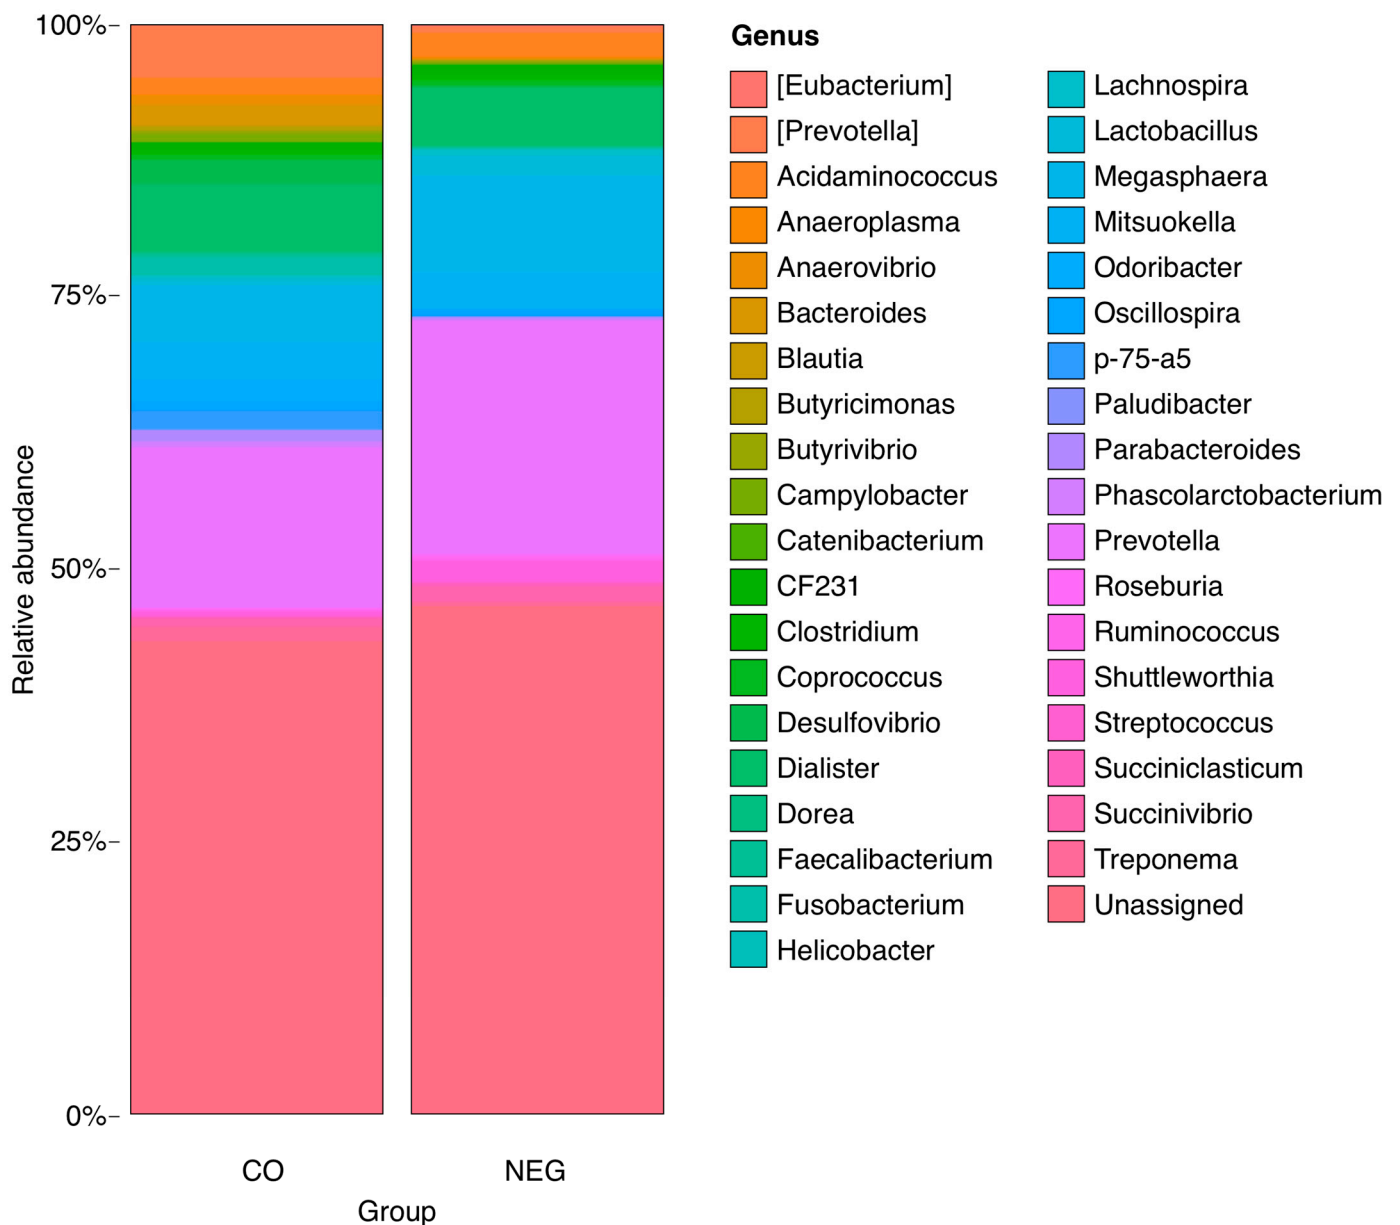 100%
75%
50%
25%
0%
Relative abundance
CO
NEG
Group
Genus
[Eubacterium]
[Prevotella]
Acidaminococcus
Anaeroplasma
Anaerovibrio
Bacteroides
Blautia
Butyricimonas
Butyrivibrio
Campylobacter
Catenibacterium
CF231
Clostridium
Coprococcus
Desulfovibrio
Dialister
Dorea
Faecalibacterium
Fusobacterium
Helicobacter
Lachnospira
Lactobacillus
Megasphaera
Mitsuokella
Odoribacter
Oscillospira
p-75-a5
Paludibacter
Parabacteroides
Phascolarctobacterium
Prevotella
Roseburia
Ruminococcus
Shuttleworthia
Streptococcus
Succiniclasticum
Succinivibrio
Treponema
Unassigned